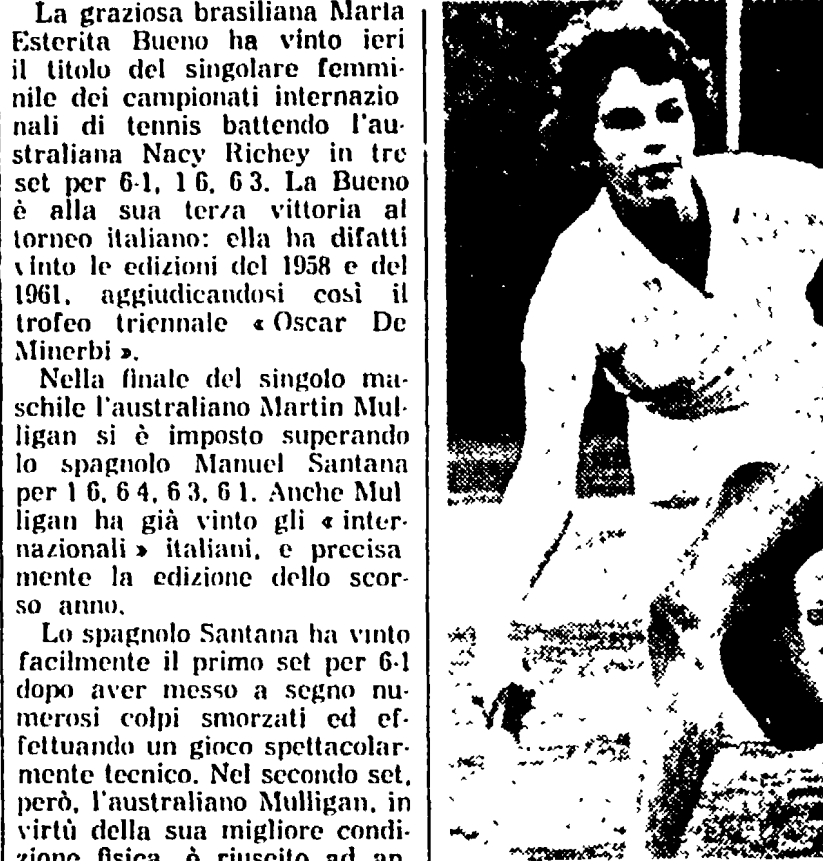 La graziosa brasiliana Maria
Esterita Bueno ha vinto ieri
il titolo del singolare femmi-
nile dei campionati internazio
nali di tennis battendo l'au-
straliana Nacy Richey in tre
set per 6-1, 1 6, 6 3. La Bueno
è alla sua terza vittoria al
torneo italiano: ella ha difatti
vinto le edizioni del 1958 e del
1961, aggiudicandosi così il
trofeo triennale « Oscar De
Minerbi ».
Nella finale del singolo ma-
schile l'australiano Martin Mul-
ligan si è imposto superando
lo spagnolo Manuel Santana
per 1 6, 6 4, 6 3, 6 1. Anche Mul
ligan ha già vinto gli « inter-
nazionali » italiani, e precisa
mente la edizione dello scor-
so anno.
Lo spagnolo Santana ha vinto
facilmente il primo set per 6-1
dopo aver messo a segno nu-
merosi colpi smorzati ed ef-
fettuando un gioco spettacolar-
mente tecnico. Nel secondo set,
però, l'australiano Mulligan, in
virtù della sua migliore condi-
zione fisica, è riuscito ad an-